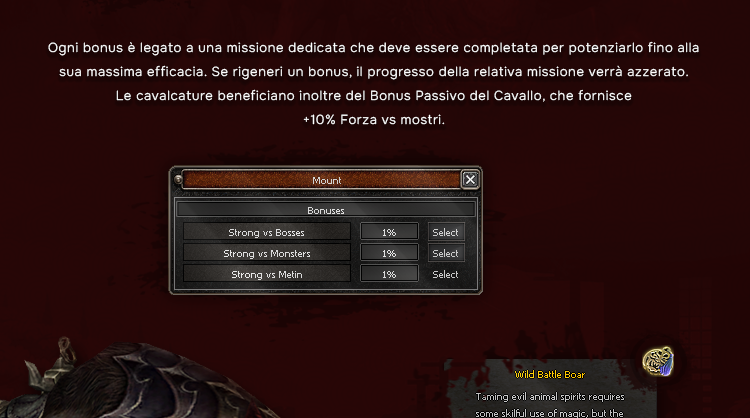 Ogni bonus è legato a una missione dedicata che deve essere completata per potenziarlo fino alla
sua massima efficacia. Se rigeneri un bonus, il progresso della relativa missione verrà azzerato.
Le cavalcature beneficiano inoltre del Bonus Passivo del Cavallo, che fornisce
+10% Forza vs mostri.
Mount
Bonuses
Strong vs Bosses 1% Select
Strong vs Monsters 1% Select
Strong vs Metin 1% Select
Wild Battle Boar
Taming evil animal spirits requires
some skilful use of magic, but the